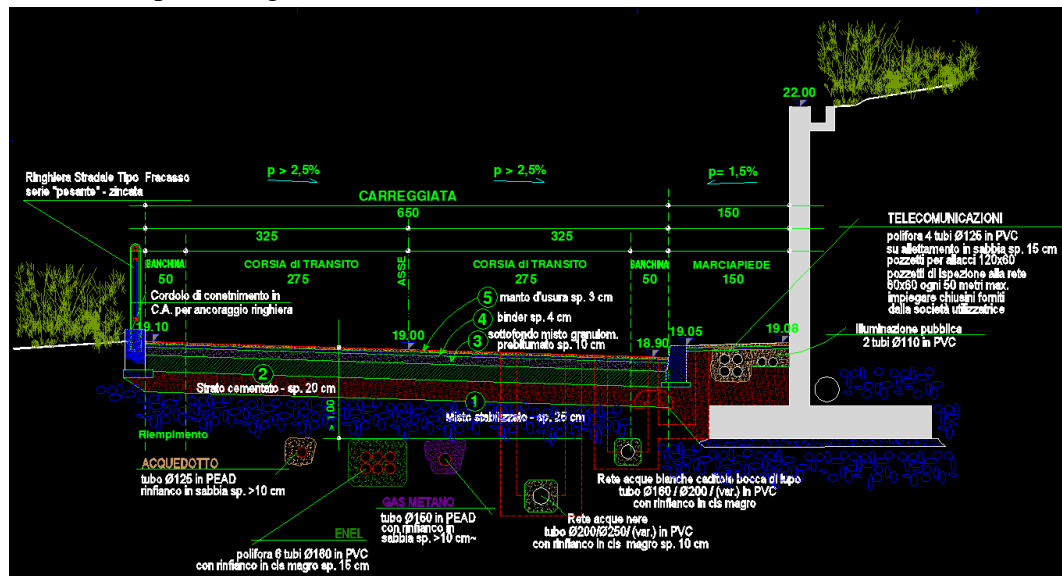 22.00
p > 2,5%
p > 2,5%
p= 1,5%
Ringhiera Stradale Tipo Fracasso
serie "pesante" - zincata
CARREGGIATA
650
150
325
325
BANCHINA
50
CORSIA di TRANSITO
275
ASSE
CORSIA di TRANSITO
275
BANCHINA
50
MARCIAPIEDE
150
TELECOMUNICAZIONI
polifora 4 tubi Ø125 in PVC
su allettamento in sabbia sp. 15 cm
pozzetti per allacci 120x60
pozzetti di ispezione alla rete
60x60 ogni 50 metri max.
impiegare chiusini forniti
dalla società utilizzatrice
Illuminazione pubblica
2 tubi Ø110 in PVC
Cordolo di conetnimento in
C.A. per ancoraggio ringhiera
5 manto d'usura sp. 3 cm
4 binder sp. 4 cm
3 sottofondo misto granulom.
prebitumato sp. 10 cm
19.10
19.00
18.90
19.05
19.08
2
Strato cementato - sp. 20 cm
1
Misto stabilizzato - sp. 25 cm
> 1.00
Riempimento
ACQUEDOTTO
tubo Ø125 in PEAD
rinfianco in sabbia sp. >10 cm
GAS METANO
tubo Ø150 in PEAD
con rinfianco in
sabbia sp. >10 cm~
ENEL
polifora 6 tubi Ø160 in PVC
con rinfianco in cls magro sp. 15 cm
Rete acque blanche caditoie bocca di lupo
tubo Ø160 / Ø200 / (var.) in PVC
con rinfianco in cls magro
Rete acque nere
tubo Ø200/Ø250/ (var.) in PVC
con rinfianco in cls magro sp. 10 cm